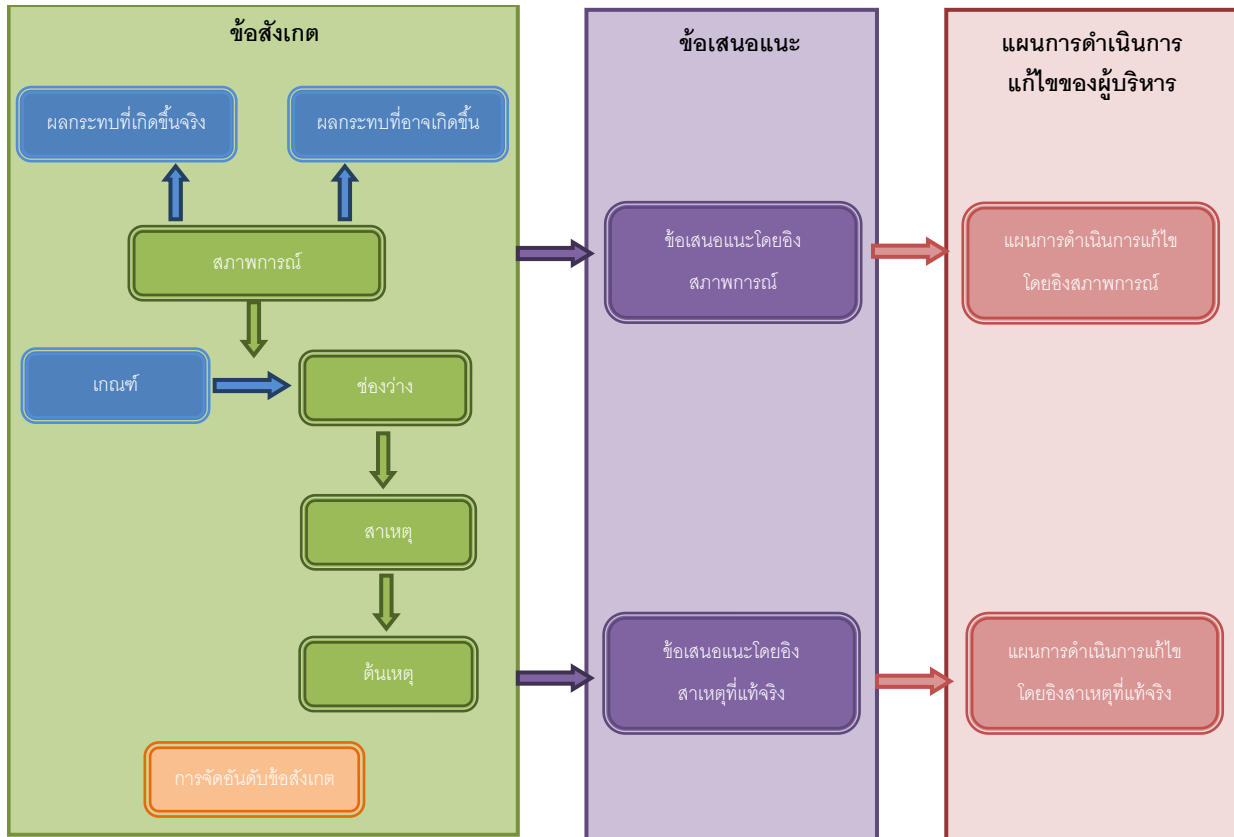 ข้อสังเกต
ผลกระทบที่เกิดขึ้นจริง
ผลกระทบที่อาจเกิดขึ้น
สภาพการณ์
เกณฑ์
ช่องว่าง
สาเหตุ
ต้นเหตุ
การจัดอันดับข้อสังเกต
ข้อเสนอแนะ
ข้อเสนอแนะโดยอิง
สภาพการณ์
ข้อเสนอแนะโดยอิง
สาเหตุที่แท้จริง
แผนการดำเนินการ
แก้ไขของผู้บริหาร
แผนการดำเนินการแก้ไข
โดยอิงสภาพการณ์
แผนการดำเนินการแก้ไข
โดยอิงสาเหตุที่แท้จริง